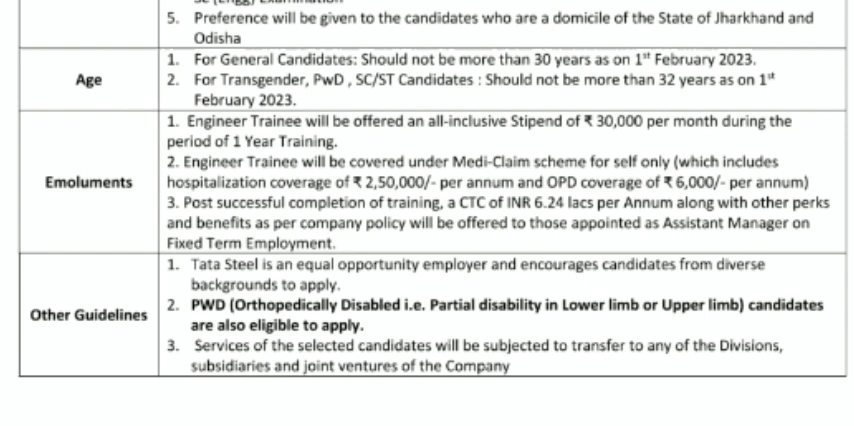 Sc (Engg) Examination
5. Preference will be given to the candidates who are a domicile of the State of Jharkhand and
Odisha
Age
1. For General Candidates: Should not be more than 30 years as on 1st February 2023.
2. For Transgender, PwD , SC/ST Candidates : Should not be more than 32 years as on 1st
February 2023.
Emoluments
1. Engineer Trainee will be offered an all-inclusive Stipend of ₹ 30,000 per month during the
period of 1 Year Training.
2. Engineer Trainee will be covered under Medi-Claim scheme for self only (which includes
hospitalization coverage of ₹ 2,50,000/- per annum and OPD coverage of ₹ 6,000/- per annum)
3. Post successful completion of training, a CTC of INR 6.24 lacs per Annum along with other perks
and benefits as per company policy will be offered to those appointed as Assistant Manager on
Fixed Term Employment.
Other Guidelines
1. Tata Steel is an equal opportunity employer and encourages candidates from diverse
backgrounds to apply.
2. PWD (Orthopedically Disabled i.e. Partial disability in Lower limb or Upper limb) candidates
are also eligible to apply.
3. Services of the selected candidates will be subjected to transfer to any of the Divisions,
subsidiaries and joint ventures of the Company